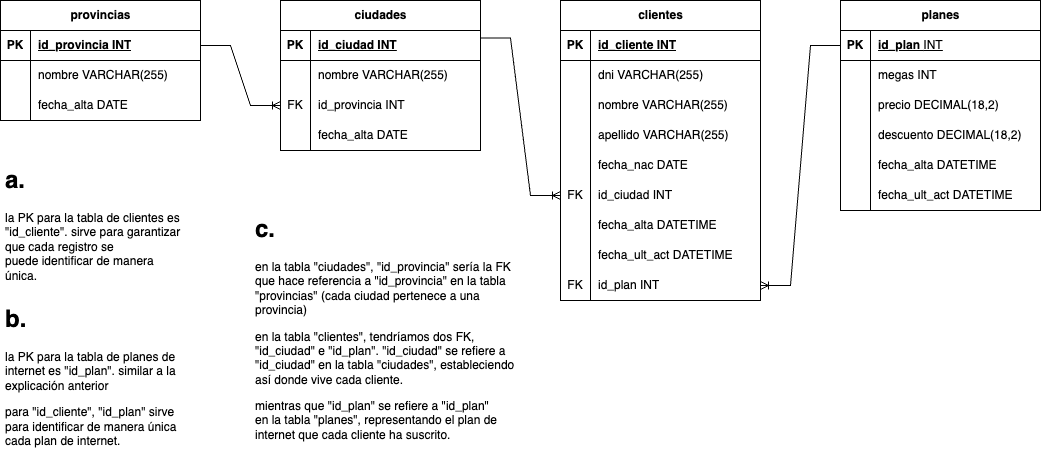 provincias
PK id_provincia INT
nombre VARCHAR(255)
fecha_alta DATE
ciudades
PK id_ciudad INT
nombre VARCHAR(255)
FK id_provincia INT
fecha_alta DATE
clientes
PK id_cliente INT
dni VARCHAR(255)
nombre VARCHAR(255)
apellido VARCHAR(255)
fecha_nac DATE
FK id_ciudad INT
fecha_alta DATETIME
fecha_ult_act DATETIME
FK id_plan INT
planes
PK id_plan INT
megas INT
precio DECIMAL(18,2)
descuento DECIMAL(18,2)
fecha_alta DATETIME
fecha_ult_act DATETIME
a.
la PK para la tabla de clientes es
"id_cliente". sirve para garantizar
que cada registro se
puede identificar de manera
única.
b.
la PK para la tabla de planes de
internet es "id_plan". similar a la
explicación anterior
para "id_cliente", "id_plan" sirve
para identificar de manera única
cada plan de internet.
c.
en la tabla "ciudades", "id_provincia" sería la FK
que hace referencia a "id_provincia" en la tabla
"provincias" (cada ciudad pertenece a una
provincia)
en la tabla "clientes", tendríamos dos FK,
"id_ciudad" e "id_plan". "id_ciudad" se refiere a
"id_ciudad" en la tabla "ciudades", estableciendo
así donde vive cada cliente.
mientras que "id_plan" se refiere a "id_plan"
en la tabla "planes", representando el plan de
internet que cada cliente ha suscrito.